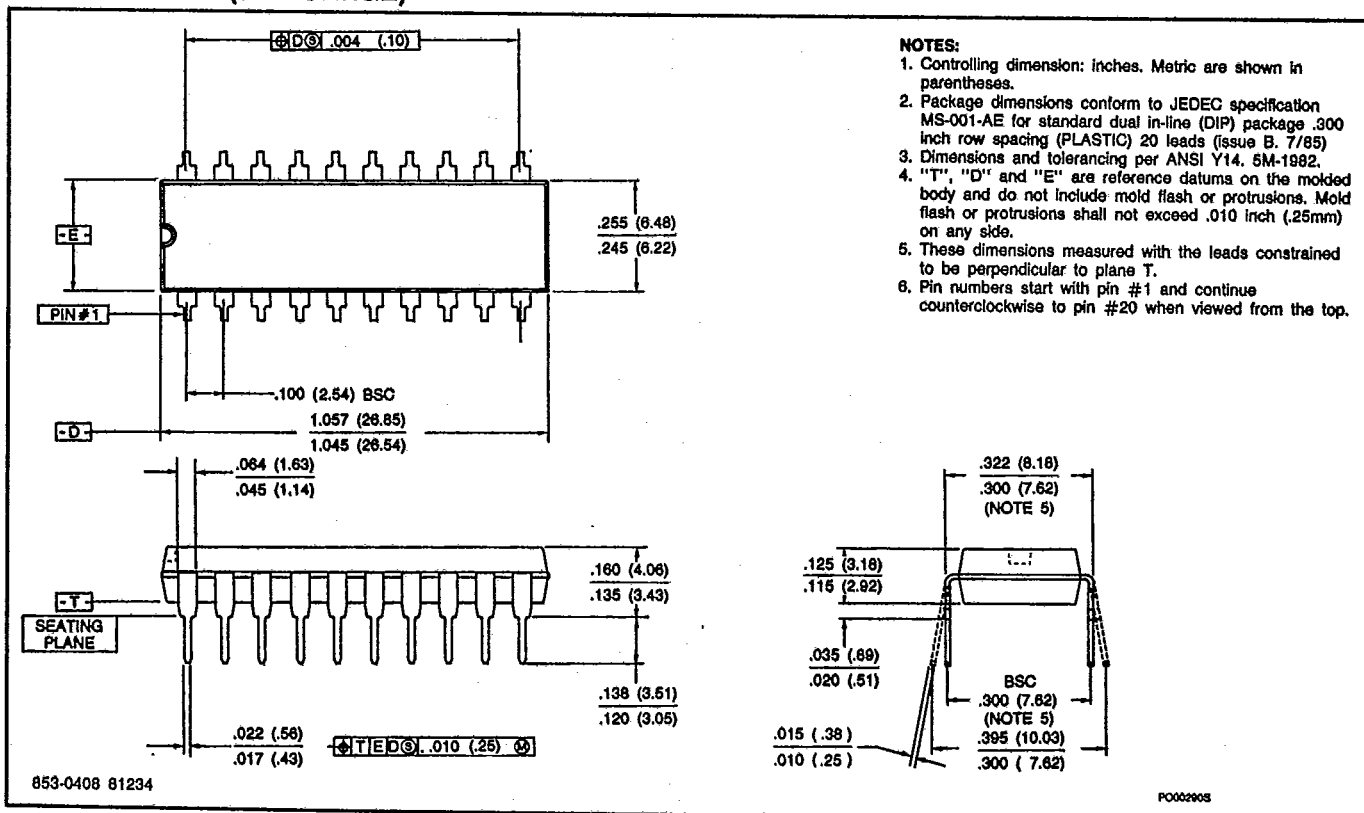 ⌖ D Ⓢ .004 (.10)
NOTES:
1. Controlling dimension: inches. Metric are shown in
parentheses.
2. Package dimensions conform to JEDEC specification
MS-001-AE for standard dual in-line (DIP) package .300
inch row spacing (PLASTIC) 20 leads (issue B. 7/85)
3. Dimensions and tolerancing per ANSI Y14. 5M-1982.
4. "T", "D" and "E" are reference datums on the molded
body and do not include mold flash or protrusions. Mold
flash or protrusions shall not exceed .010 inch (.25mm)
on any side.
5. These dimensions measured with the leads constrained
to be perpendicular to plane T.
6. Pin numbers start with pin #1 and continue
counterclockwise to pin #20 when viewed from the top.
-E-
.255 (6.48)
.245 (6.22)
PIN #1
.100 (2.54) BSC
-D-
1.057 (26.85)
1.045 (26.54)
.064 (1.63)
.045 (1.14)
-T-
SEATING
PLANE
.160 (4.06)
.135 (3.43)
.138 (3.51)
.120 (3.05)
.022 (.56)
.017 (.43)
⌖ T E D Ⓢ .010 (.25) Ⓜ
.322 (8.18)
.300 (7.62)
(NOTE 5)
.125 (3.18)
.115 (2.92)
.035 (.89)
.020 (.51)
BSC
.300 (7.62)
(NOTE 5)
.395 (10.03)
.300 ( 7.62)
.015 (.38 )
.010 (.25 )
853-0408 81234
PO00290S